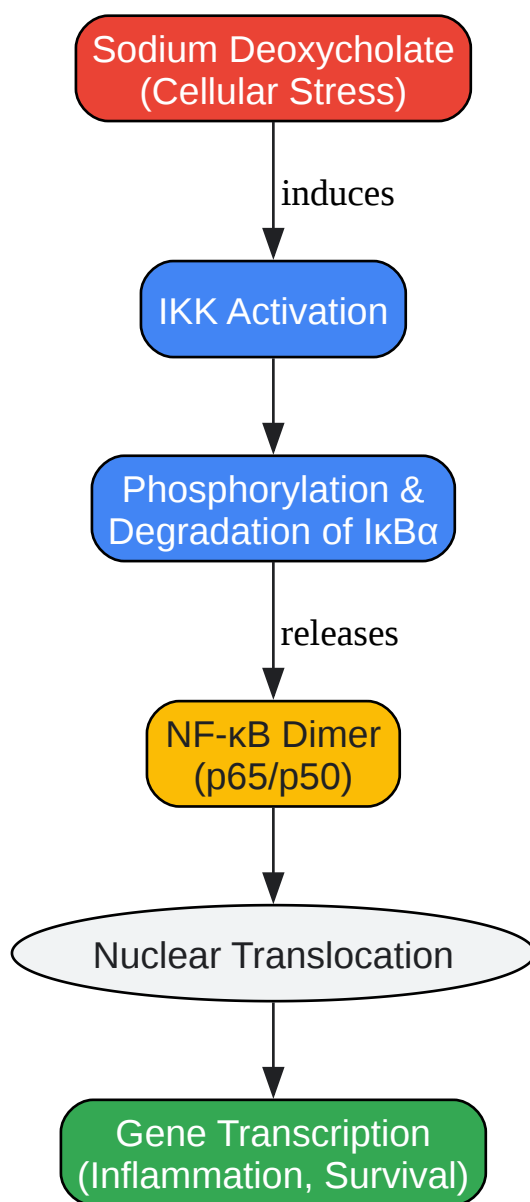 Sodium Deoxycholate
(Cellular Stress)
induces
IKK Activation
Phosphorylation &
Degradation of IκBα
releases
NF-κB Dimer
(p65/p50)
Nuclear Translocation
Gene Transcription
(Inflammation, Survival)